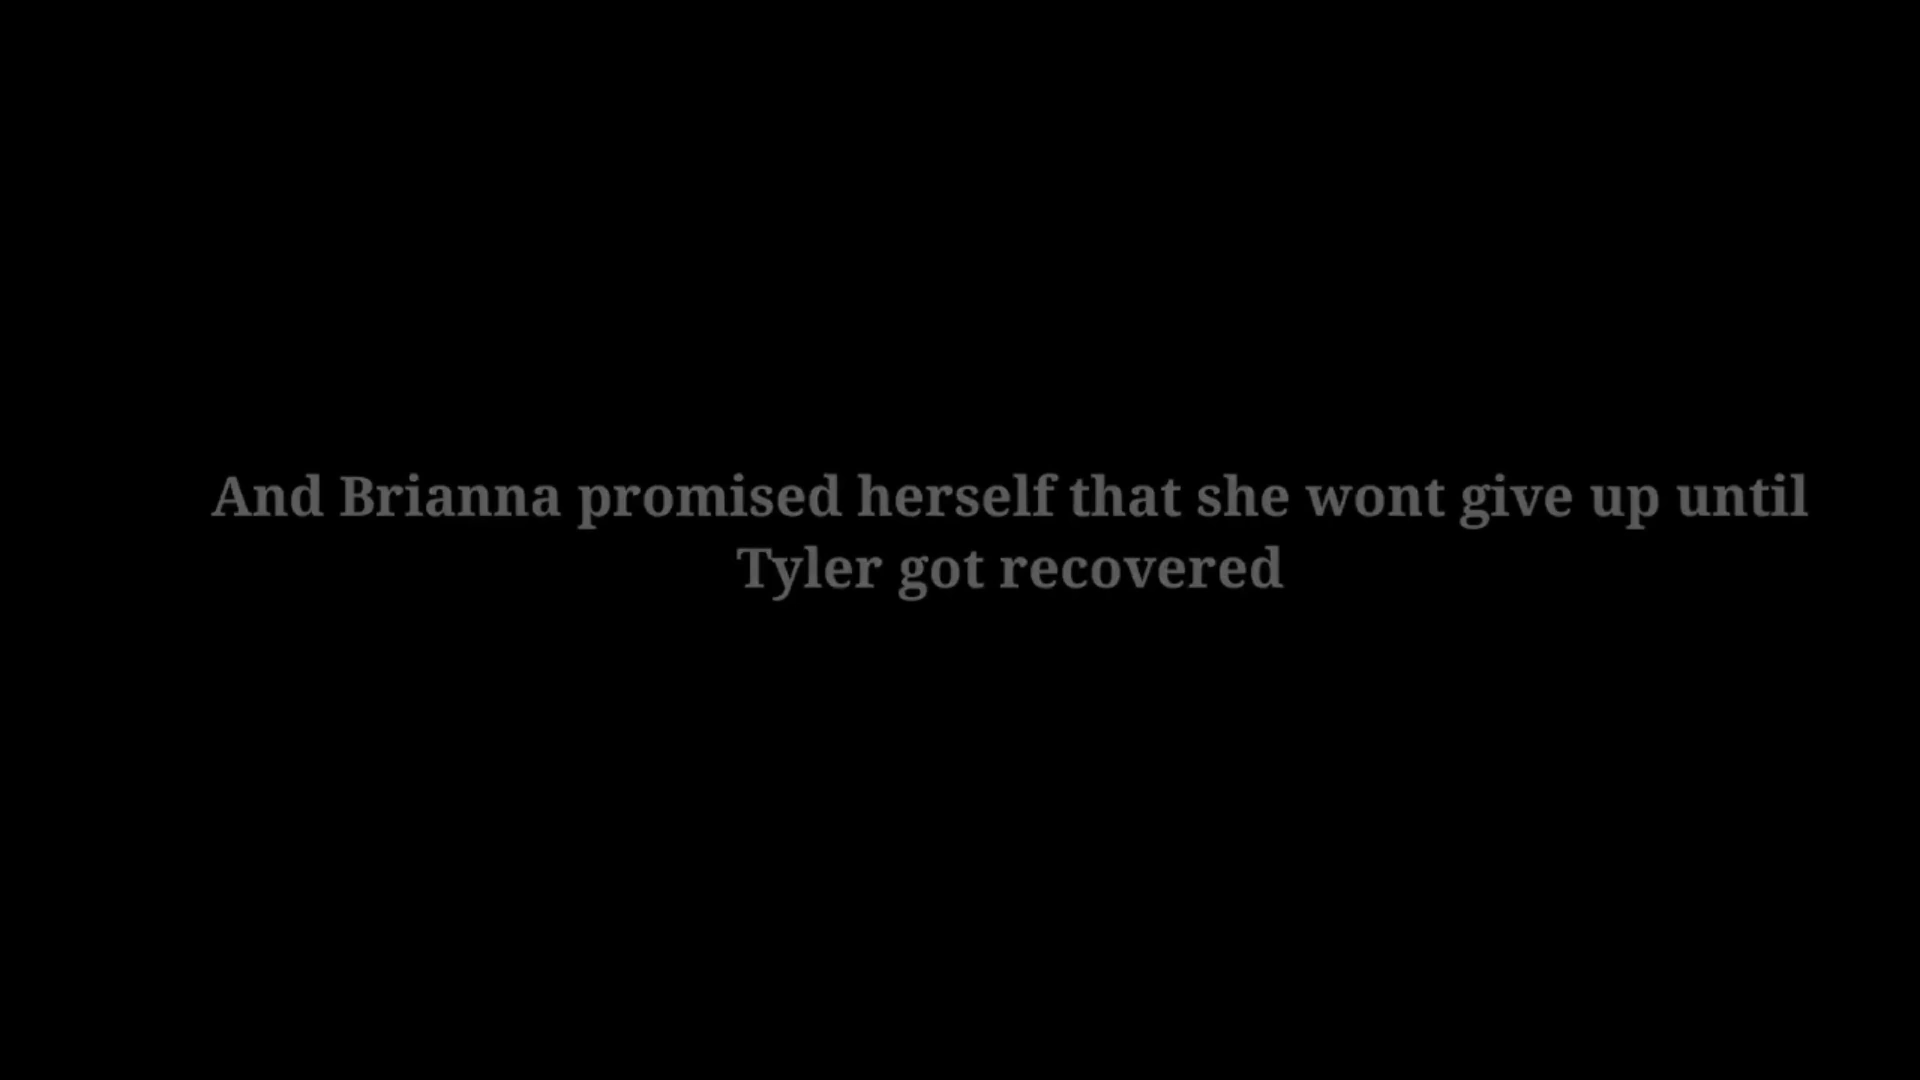 And Brianna promised herself that she wont give up until
Tyler got recovered